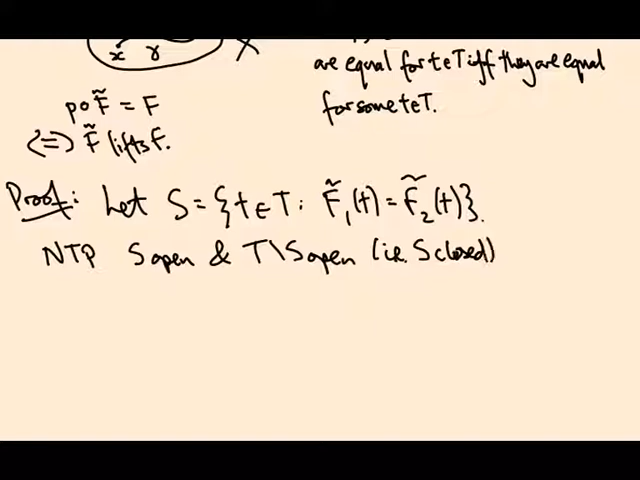 x γ X
are equal for t ∈ T iff they are equal
for some t ∈ T.
p∘F̃ = F
⟨=⟩ F̃ lifts F.
Proof: Let S = {t ∈ T : F̃₁(t) = F̃₂(t)}.
NTP S open & T\S open (i.e. S closed)